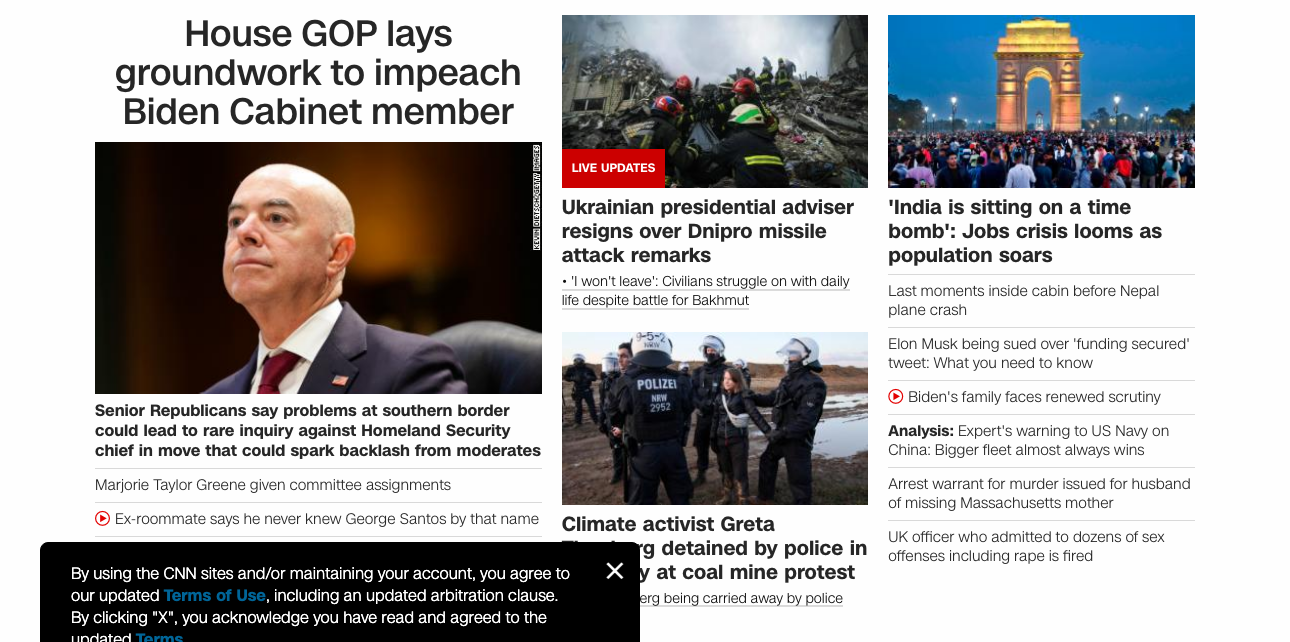 House GOP lays
groundwork to impeach
Biden Cabinet member
KEVIN DIETSCH/GETTY IMAGES
Senior Republicans say problems at southern border
could lead to rare inquiry against Homeland Security
chief in move that could spark backlash from moderates
Marjorie Taylor Greene given committee assignments
Ex-roommate says he never knew George Santos by that name
LIVE UPDATES
Ukrainian presidential adviser
resigns over Dnipro missile
attack remarks
• 'I won't leave': Civilians struggle on with daily
life despite battle for Bakhmut
9-5-2
NRW
POLIZEI
NRW
2952
Climate activist Greta
rg detained by police in
y at coal mine protest
erg being carried away by police
'India is sitting on a time
bomb': Jobs crisis looms as
population soars
Last moments inside cabin before Nepal
plane crash
Elon Musk being sued over 'funding secured'
tweet: What you need to know
Biden's family faces renewed scrutiny
Analysis: Expert's warning to US Navy on
China: Bigger fleet almost always wins
Arrest warrant for murder issued for husband
of missing Massachusetts mother
UK officer who admitted to dozens of sex
offenses including rape is fired
By using the CNN sites and/or maintaining your account, you agree to
our updated Terms of Use, including an updated arbitration clause.
By clicking "X", you acknowledge you have read and agreed to the
updated Terms